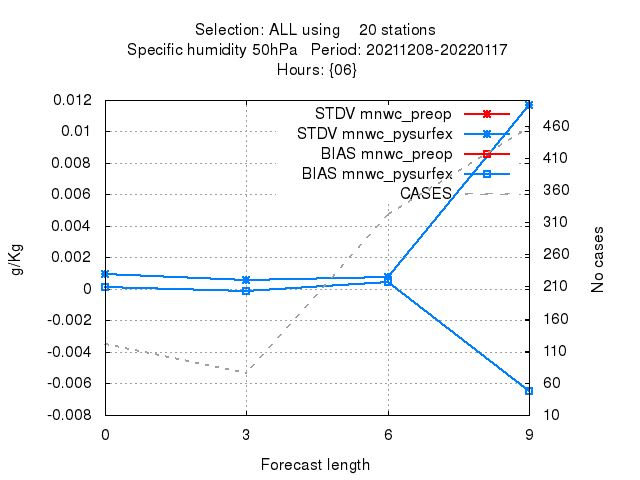 Selection: ALL using    20 stations
Specific humidity 50hPa   Period: 20211208-20220117
Hours: {06}
STDV mnwc_preop
STDV mnwc_pysurfex
BIAS mnwc_preop
BIAS mnwc_pysurfex
CASES
g/Kg
0.012
0.01
0.008
0.006
0.004
0.002
0
-0.002
-0.004
-0.006
-0.008
No cases
460
410
360
310
260
210
160
110
60
10
0 3 6 9
Forecast length